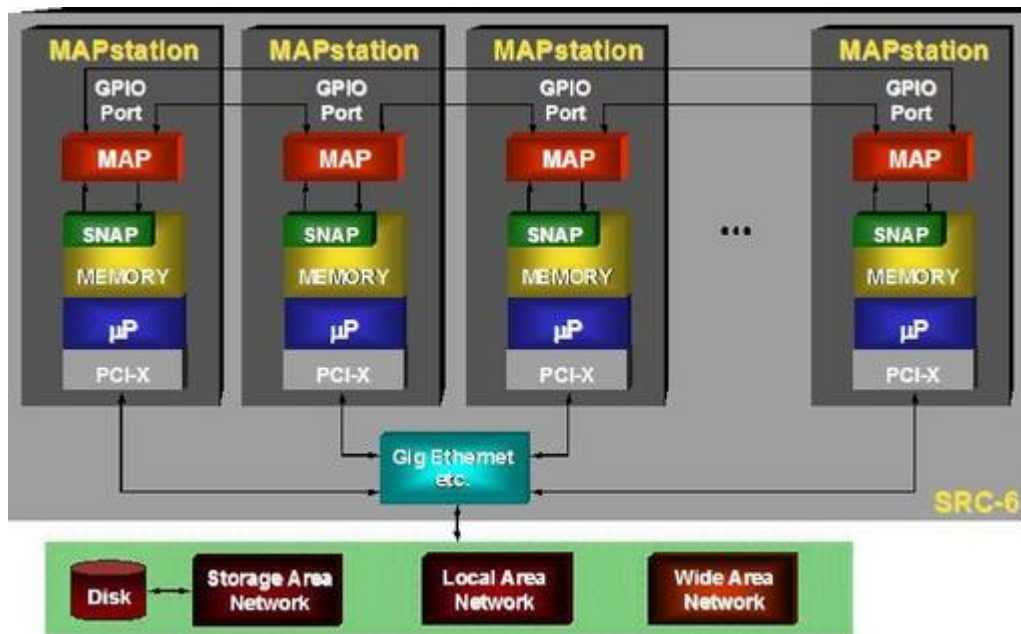 MAPstation
MAPstation
MAPstation
MAPstation
GPIO
Port
GPIO
Port
GPIO
Port
GPIO
Port
MAP
MAP
MAP
MAP
SNAP
SNAP
SNAP
SNAP
MEMORY
MEMORY
MEMORY
MEMORY
µP
µP
µP
µP
PCI-X
PCI-X
PCI-X
PCI-X
...
Gig Ethernet
etc.
SRC-6
Disk
Storage Area
Network
Local Area
Network
Wide Area
Network